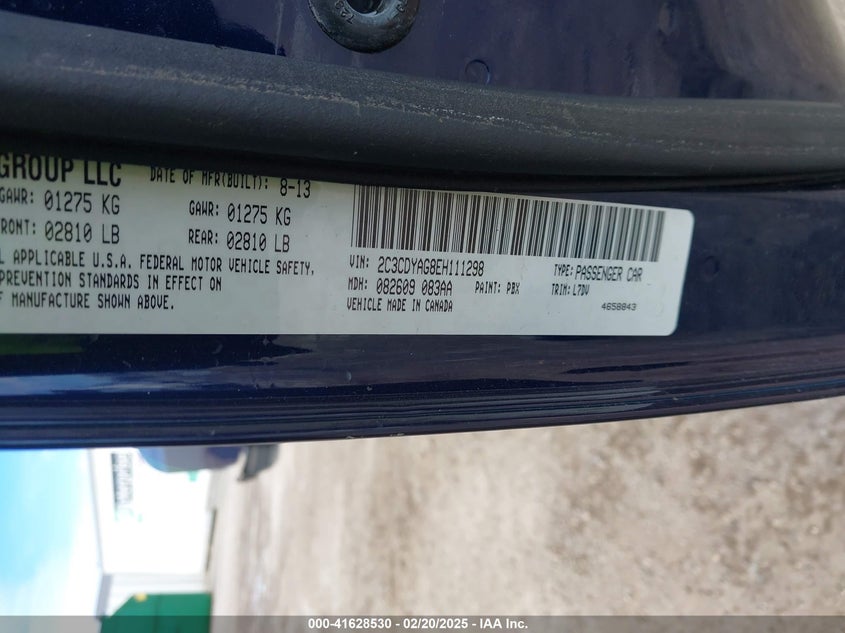 GROUP LLC DATE OF MFR(BUILT): 8-13
GAWR: 01275 KG GAWR: 01275 KG
FRONT: 02810 LB REAR: 02810 LB
APPLICABLE U.S.A. FEDERAL MOTOR VEHICLE SAFETY,
PREVENTION STANDARDS IN EFFECT ON
F MANUFACTURE SHOWN ABOVE.
VIN: 2C3CDYAG8EH111298 TYPE: PASSENGER CAR
MDH: 082609 083AA PAINT: PBX TRIM: L7DV
VEHICLE MADE IN CANADA 4658843
000-41628530 - 02/20/2025 - IAA Inc.